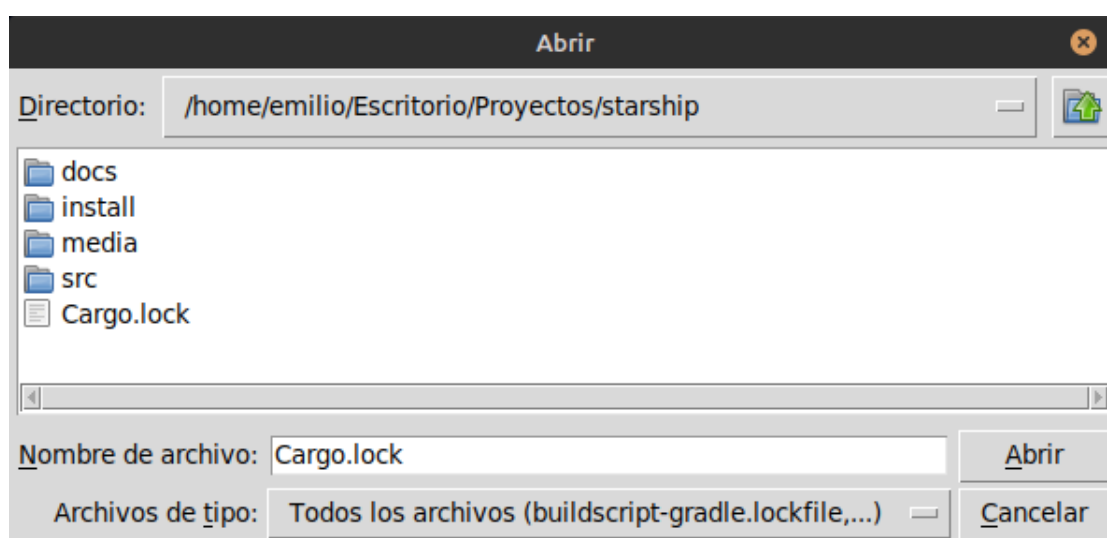 Abrir
Directorio: /home/emilio/Escritorio/Proyectos/starship
docs
install
media
src
Cargo.lock
Nombre de archivo: Cargo.lock Abrir
Archivos de tipo: Todos los archivos (buildscript-gradle.lockfile,...) Cancelar